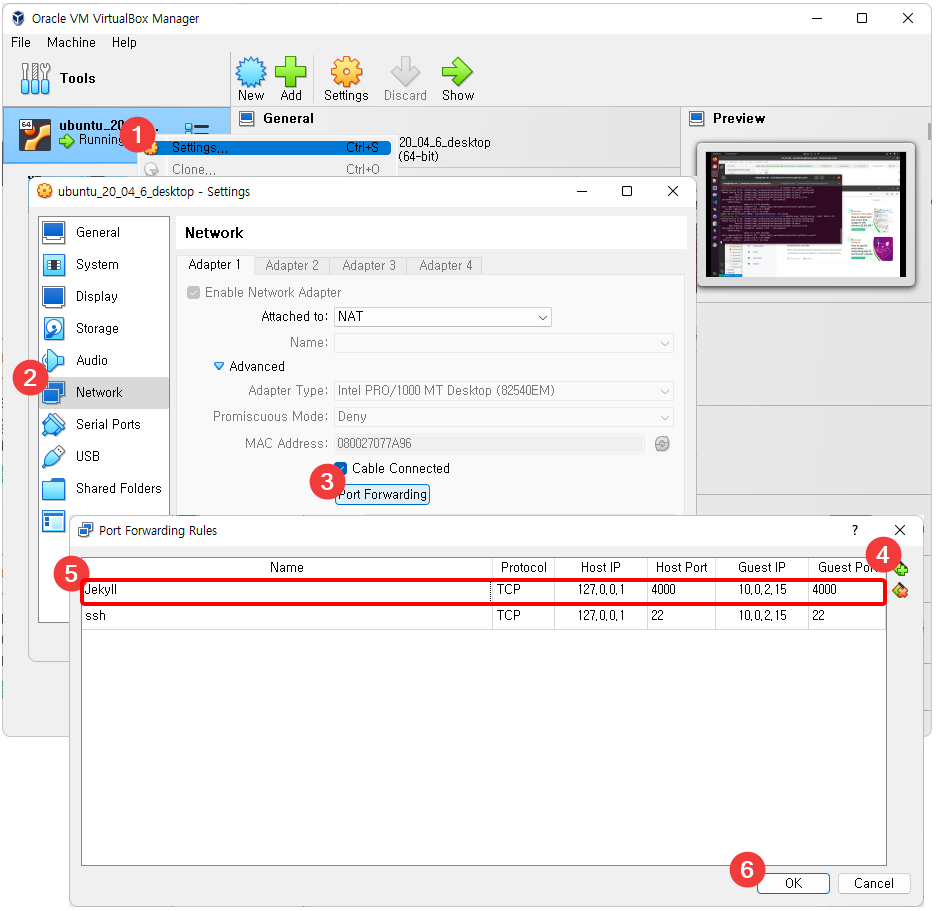 Oracle VM VirtualBox Manager
File Machine Help
Tools
New Add Settings Discard Show
64
ubuntu_20
Running
1
General
Preview
Settings... Ctrl+S
Clone... Ctrl+O
20_04_6_desktop
(64-bit)
ubuntu_20_04_6_desktop - Settings
General
System
Display
Storage
Audio
2
Network
Serial Ports
USB
Shared Folders
Network
Adapter 1 Adapter 2 Adapter 3 Adapter 4
Enable Network Adapter
Attached to: NAT
Name:
Advanced
Adapter Type: Intel PRO/1000 MT Desktop (82540EM)
Promiscuous Mode: Deny
MAC Address: 080027077A96
Cable Connected
3
Port Forwarding
Port Forwarding Rules
?
4
5
Name Protocol Host IP Host Port Guest IP Guest Port
Jekyll TCP 127.0.0.1 4000 10.0.2.15 4000
ssh TCP 127.0.0.1 22 10.0.2.15 22
6
OK Cancel